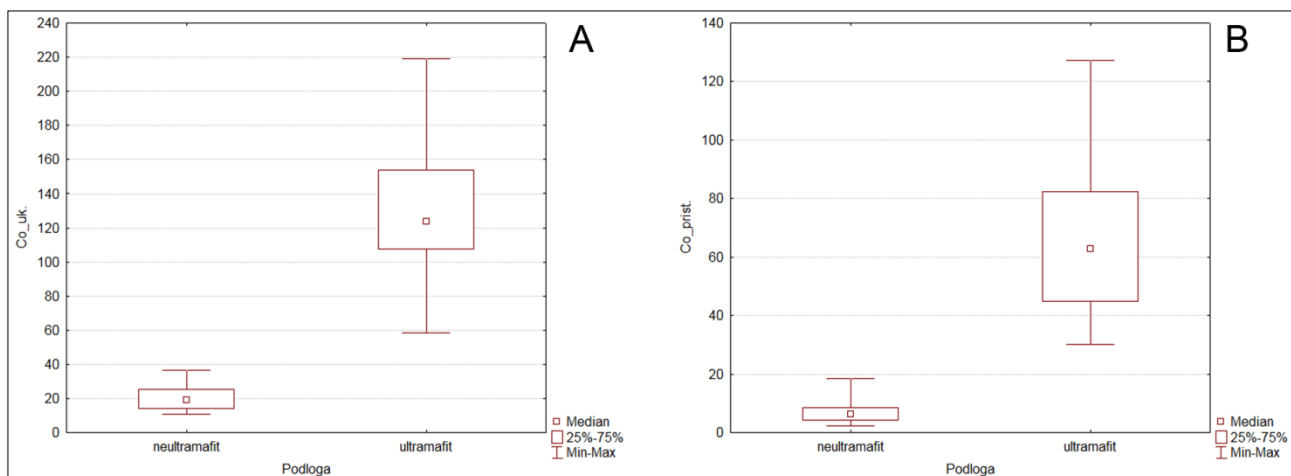 A
240
220
200
180
160
140
120
100
80
60
40
20
0
Co_uk.
neultramafit ultramafit
Podloga
Median
25%-75%
Min-Max
B
140
120
100
80
60
40
20
0
Co_prist.
neultramafit ultramafit
Podloga
Median
25%-75%
Min-Max